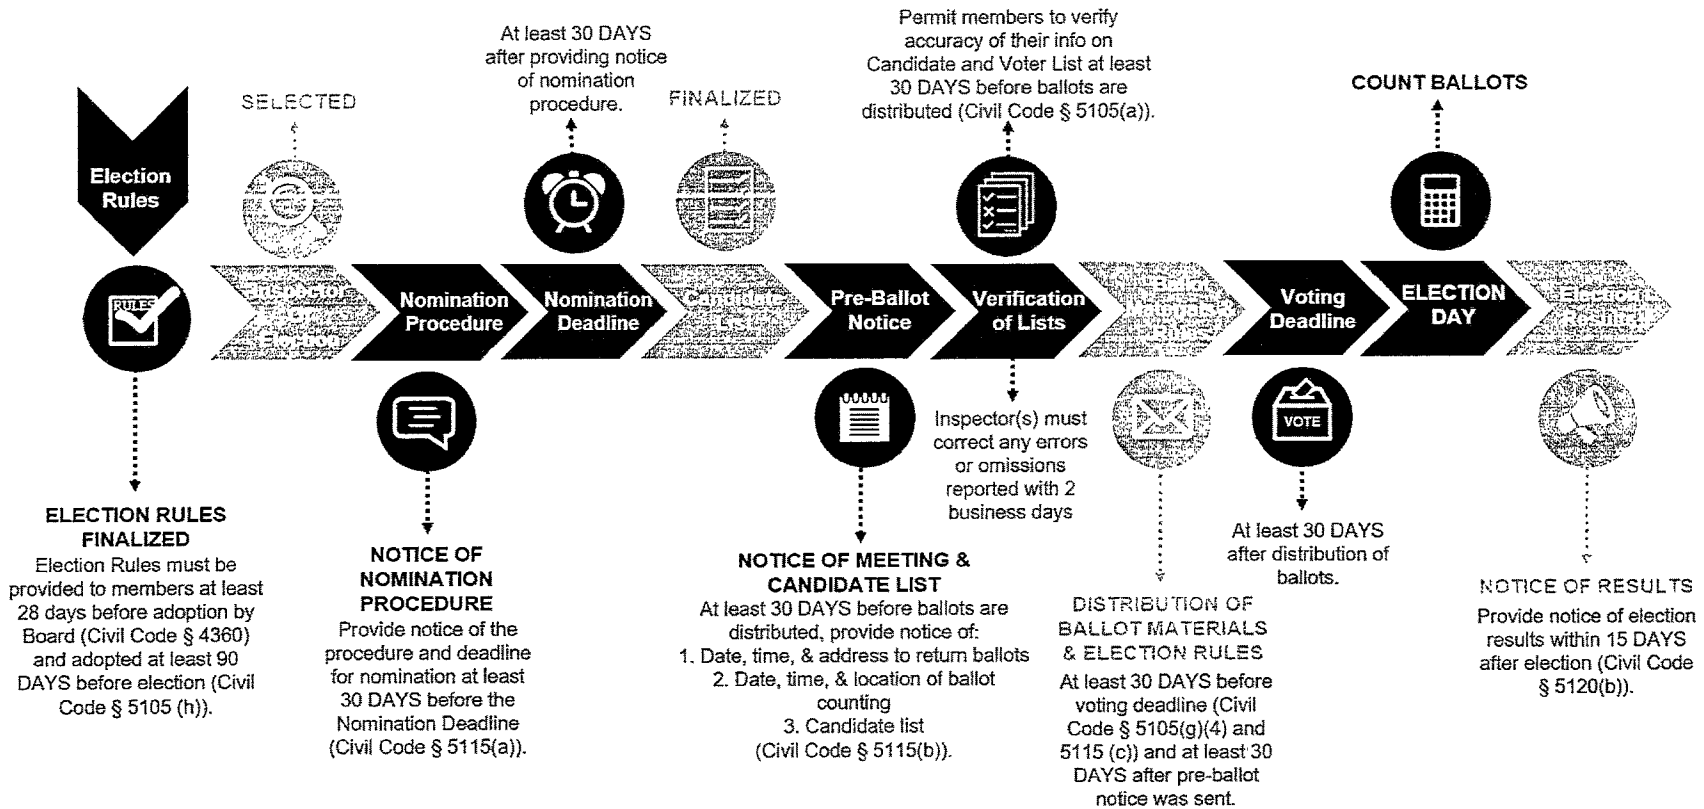 At least 30 DAYS
after providing notice
of nomination
procedure.
Permit members to verify
accuracy of their info on
Candidate and Voter List at least
30 DAYS before ballots are
distributed (Civil Code § 5105(a)).
SELECTED
FINALIZED
COUNT BALLOTS
Election
Rules
RULES
Election
Nomination
Procedure
Nomination
Deadline
Candidate
List
Pre-Ballot
Notice
Verification
of Lists
Voting
Deadline
ELECTION
DAY
Election
VOTE
Inspector(s) must
correct any errors
or omissions
reported with 2
business days
ELECTION RULES
FINALIZED
Election Rules must be
provided to members at least
28 days before adoption by
Board (Civil Code § 4360)
and adopted at least 90
DAYS before election (Civil
Code § 5105 (h)).
NOTICE OF
NOMINATION
PROCEDURE
Provide notice of the
procedure and deadline
for nomination at least
30 DAYS before the
Nomination Deadline
(Civil Code § 5115(a)).
NOTICE OF MEETING &
CANDIDATE LIST
At least 30 DAYS before ballots are
distributed, provide notice of:
1. Date, time, & address to return ballots
2. Date, time, & location of ballot
counting
3. Candidate list
(Civil Code § 5115(b)).
DISTRIBUTION OF
BALLOT MATERIALS
& ELECTION RULES
At least 30 DAYS before
voting deadline (Civil
Code § 5105(g)(4) and
5115 (c)) and at least 30
DAYS after pre-ballot
notice was sent.
At least 30 DAYS
after distribution of
ballots.
NOTICE OF RESULTS
Provide notice of election
results within 15 DAYS
after election (Civil Code
§ 5120(b)).